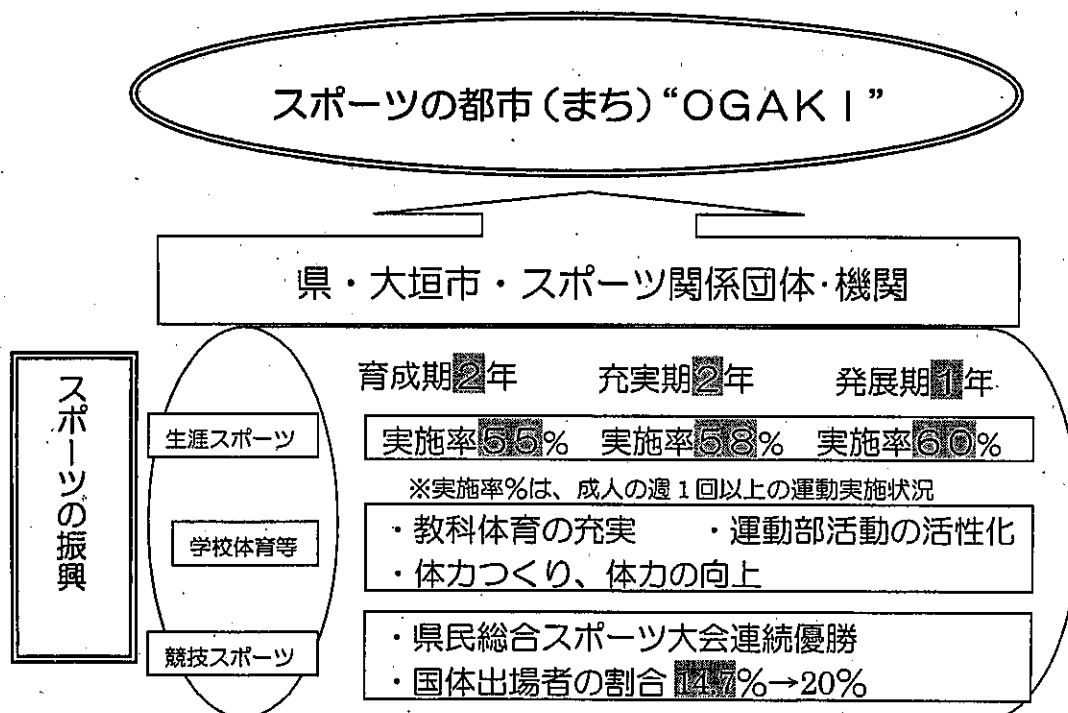 スポーツの都市(まち)“OGAKI”
県・大垣市・スポーツ関係団体・機関
スポーツの振興
育成期2年 充実期2年 発展期1年
生涯スポーツ
実施率55% 実施率58% 実施率60%
※実施率%は、成人の週1回以上の運動実施状況
学校体育等
・教科体育の充実 ・運動部活動の活性化
・体力つくり、体力の向上
競技スポーツ
・県民総合スポーツ大会連続優勝
・国体出場者の割合14.7%→20%